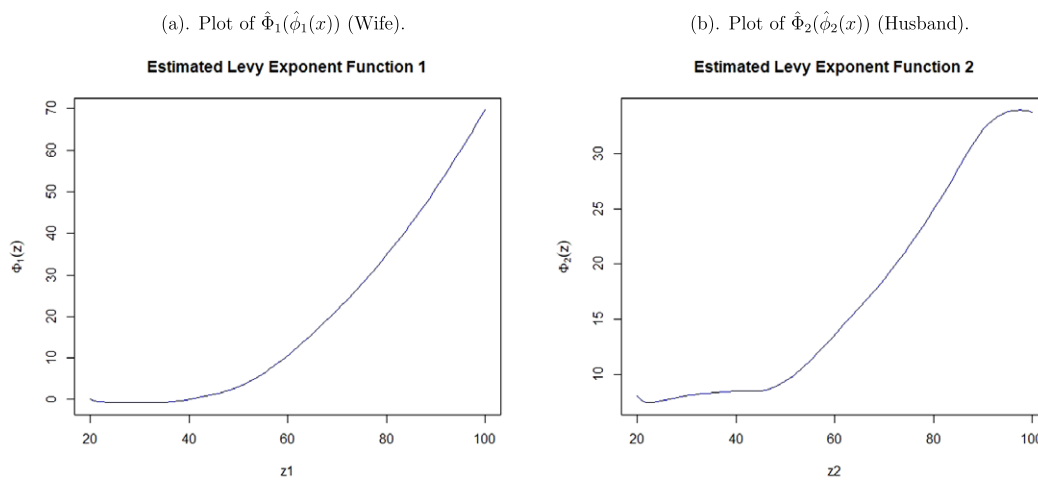 (a). Plot of Φ̂₁(ϕ̂₁(x)) (Wife).
Estimated Levy Exponent Function 1
Φ₁(z)
70
60
50
40
30
20
10
0
20 40 60 80 100
z1
(b). Plot of Φ̂₂(ϕ̂₂(x)) (Husband).
Estimated Levy Exponent Function 2
Φ₂(z)
30
25
20
15
10
20 40 60 80 100
z2